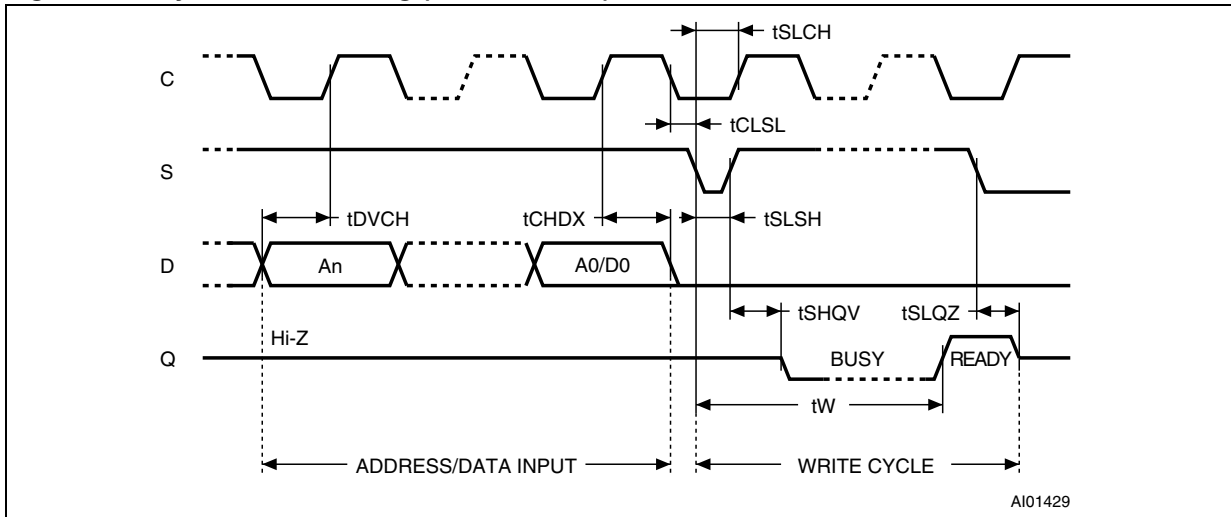 tSLCH
C
tCLSL
S
tDVCH
tCHDX
tSLSH
D
An
A0/D0
tSHQV
tSLQZ
Hi-Z
Q
BUSY
READY
tW
ADDRESS/DATA INPUT
WRITE CYCLE
AI01429